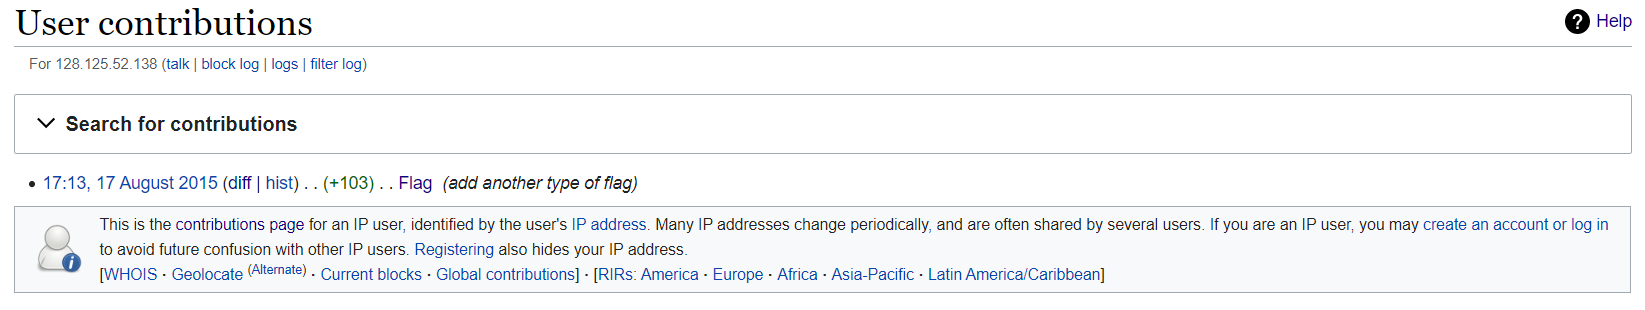 User contributions
Help
For 128.125.52.138 (talk | block log | logs | filter log)
Search for contributions
• 17:13, 17 August 2015 (diff | hist) . . (+103) . . Flag (add another type of flag)
This is the contributions page for an IP user, identified by the user's IP address. Many IP addresses change periodically, and are often shared by several users. If you are an IP user, you may create an account or log in
to avoid future confusion with other IP users. Registering also hides your IP address.
[WHOIS · Geolocate (Alternate) · Current blocks · Global contributions] · [RIRs: America · Europe · Africa · Asia-Pacific · Latin America/Caribbean]